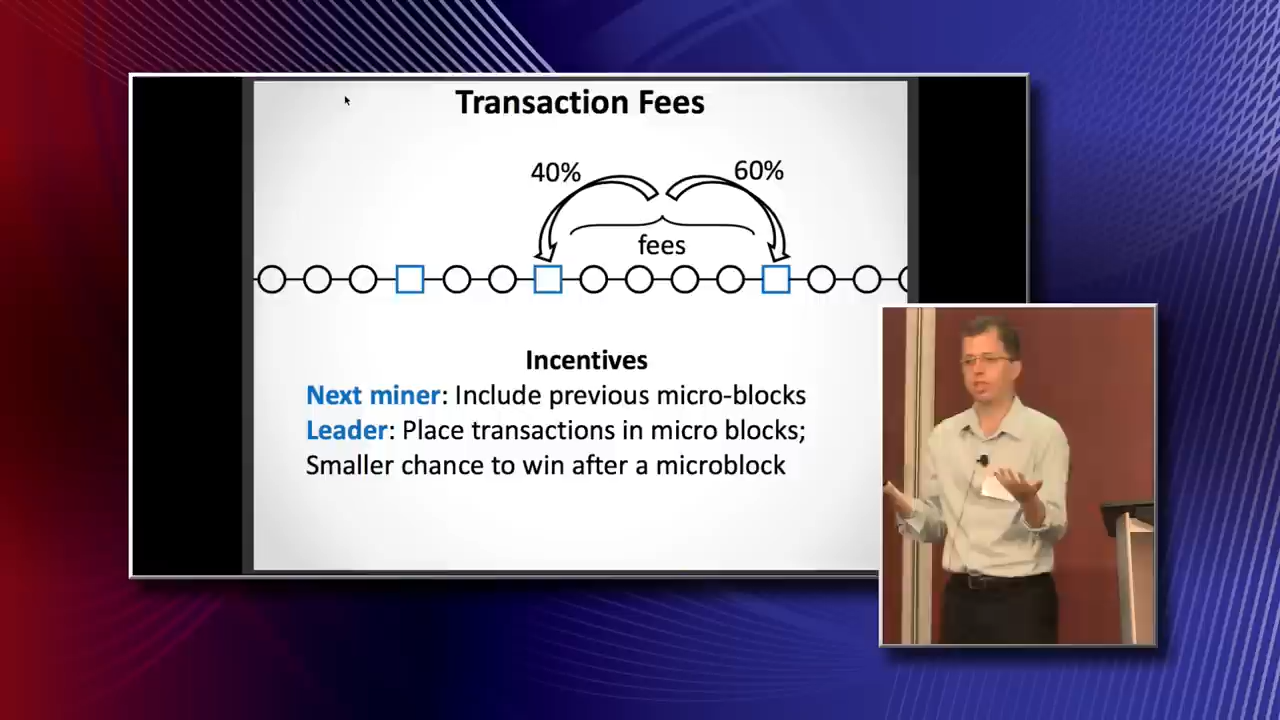 Transaction Fees
40%
60%
fees
Incentives
Next miner: Include previous micro-blocks
Leader: Place transactions in micro blocks;
Smaller chance to win after a microblock